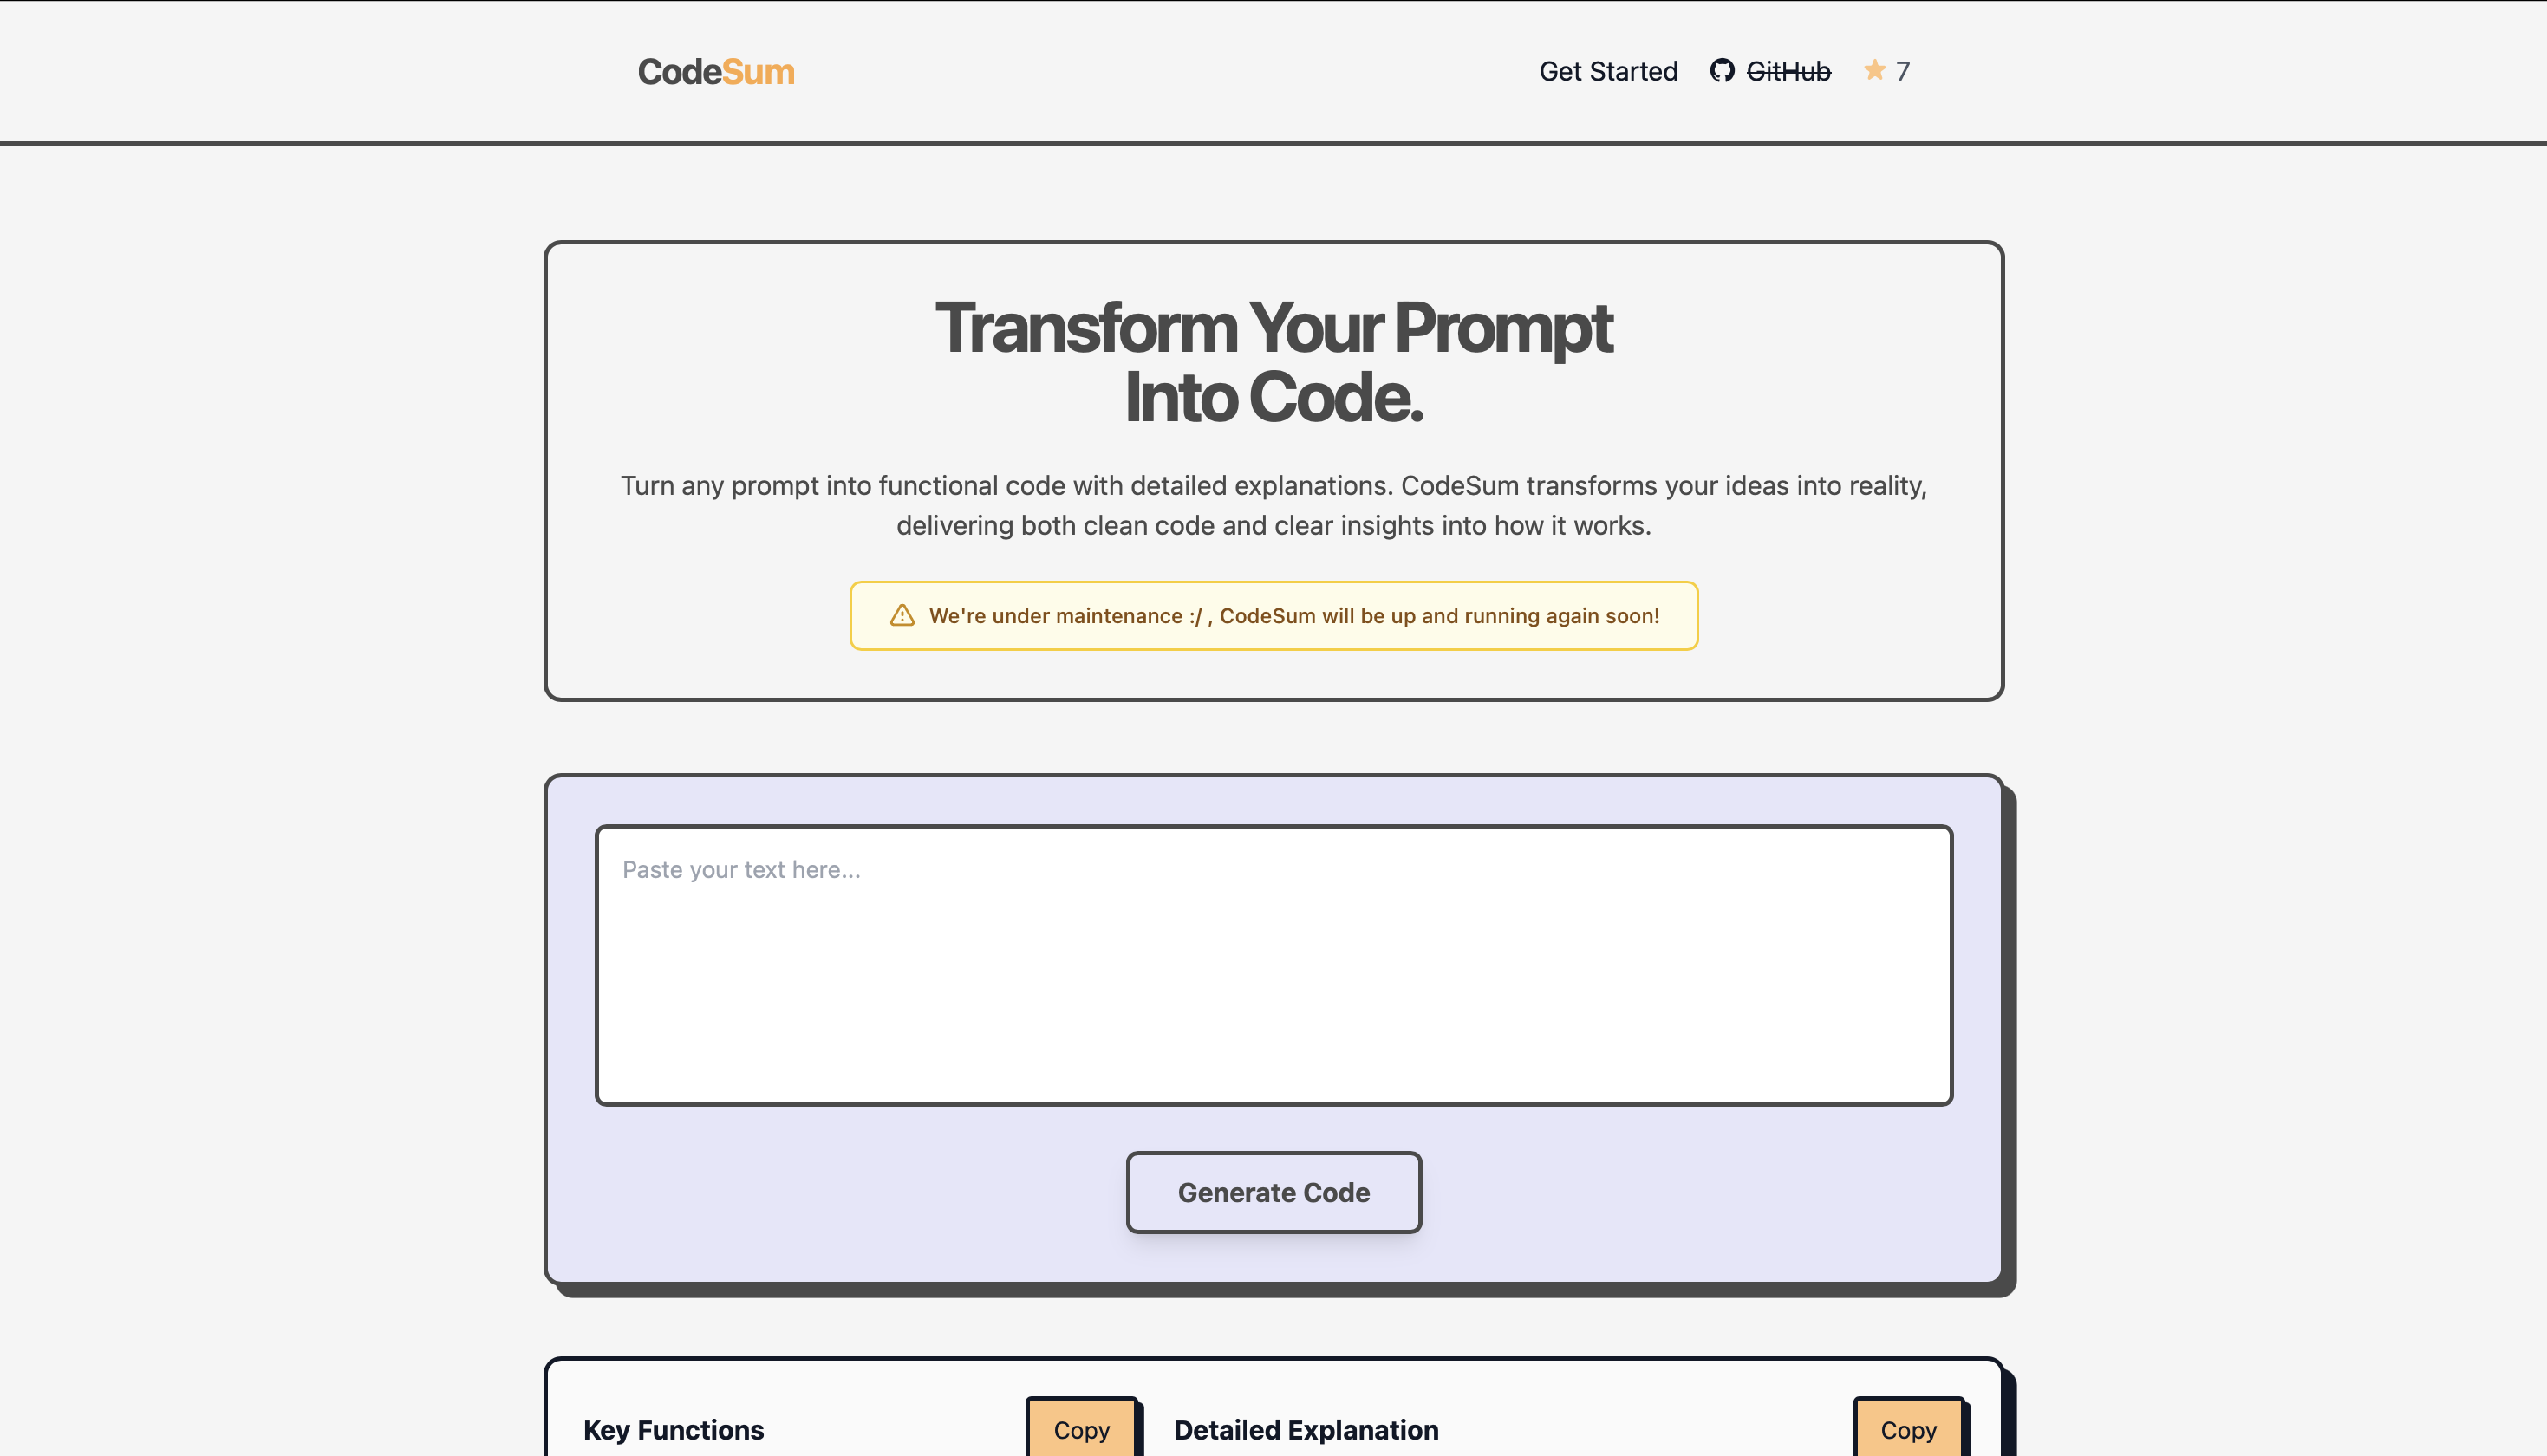 CodeSum
Get Started GitHub 7
Transform Your Prompt
Into Code.
Turn any prompt into functional code with detailed explanations. CodeSum transforms your ideas into reality,
delivering both clean code and clear insights into how it works.
We're under maintenance :/ , CodeSum will be up and running again soon!
Paste your text here...
Generate Code
Key Functions
Copy
Detailed Explanation
Copy